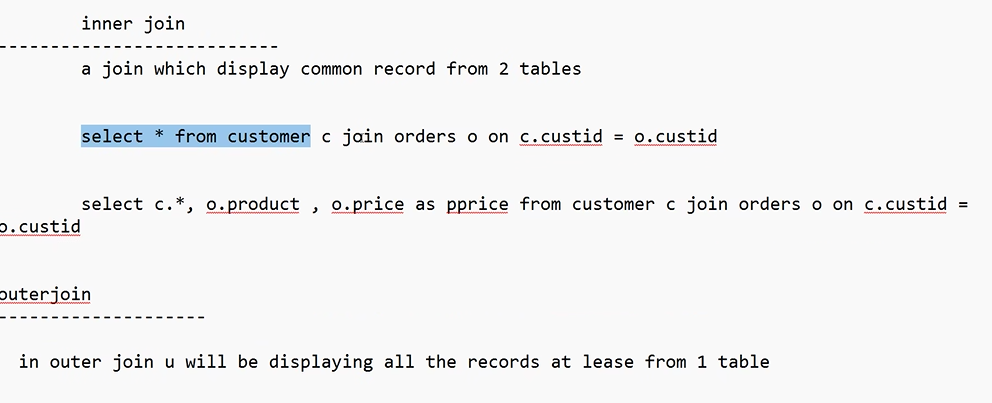 inner join
---------------------------
a join which display common record from 2 tables
select * from customer c join orders o on c.custid = o.custid
select c.*, o.product , o.price as pprice from customer c join orders o on c.custid =
o.custid
outerjoin
--------------------
in outer join u will be displaying all the records at lease from 1 table